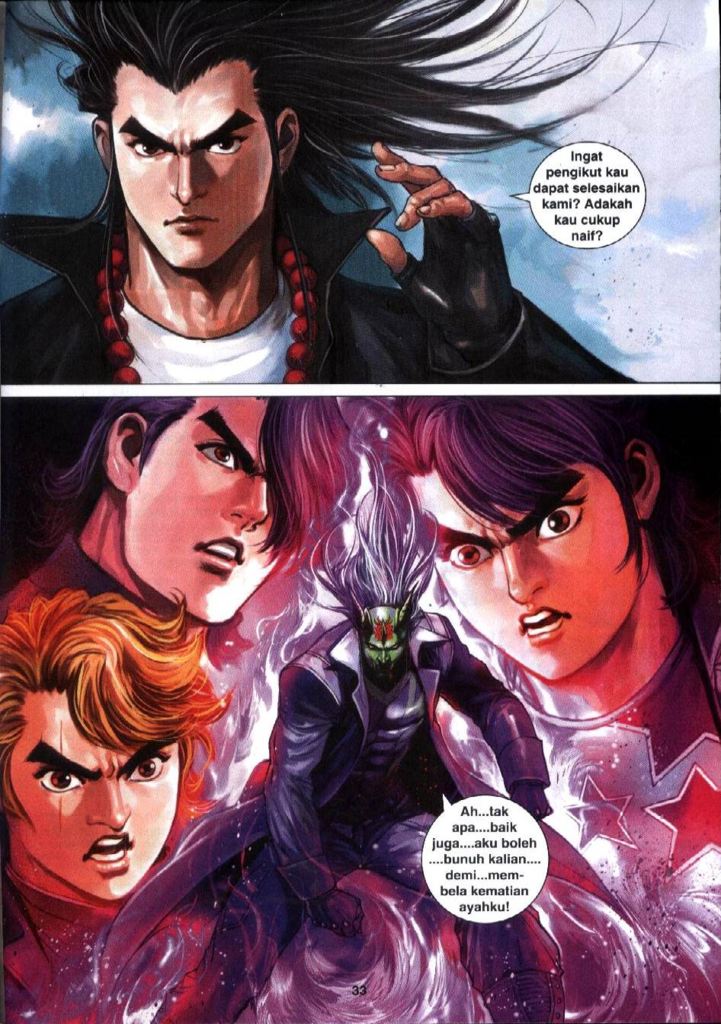 Ingat
pengikut kau
dapat selesaikan
kami? Adakah
kau cukup
naif?
Ah...tak
apa....baik
juga....aku boleh
....bunuh kalian....
demi...mem-
bela kematian
ayahku!
33